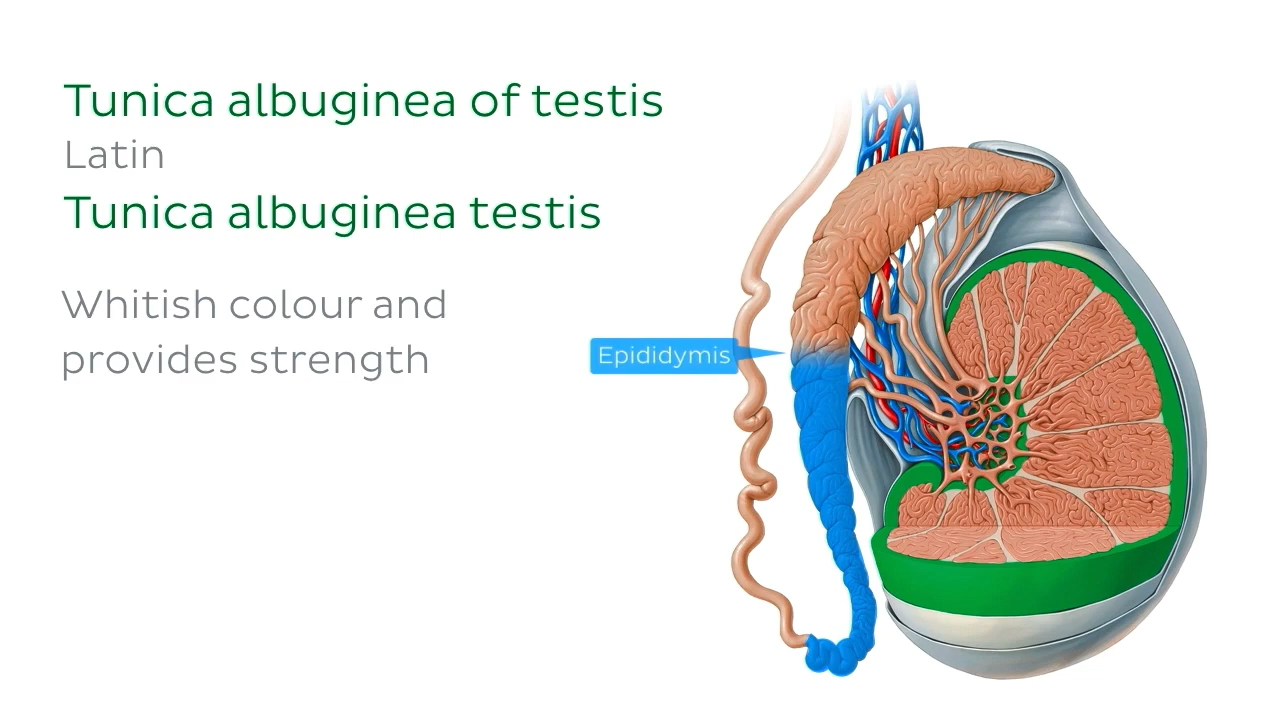 Tunica albuginea of testis
Latin
Tunica albuginea testis
Whitish colour and
provides strength
Epididymis